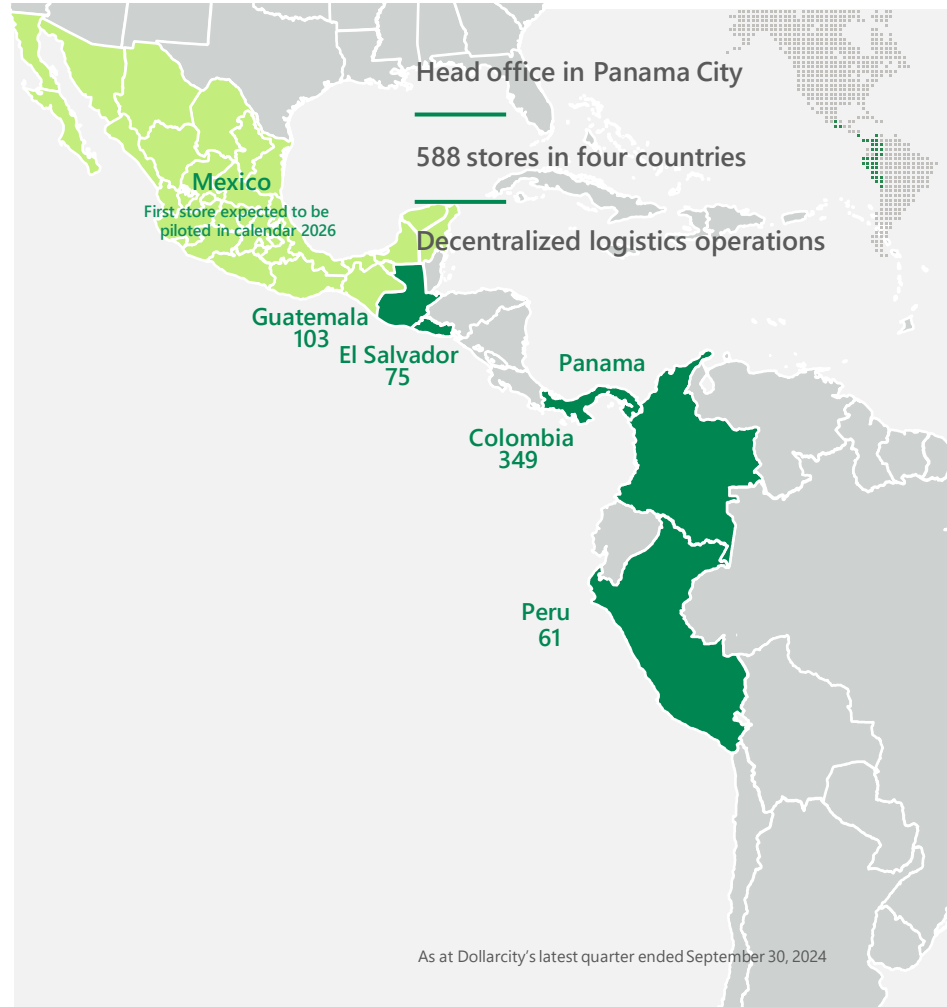 Head office in Panama City
588 stores in four countries
Decentralized logistics operations
Mexico
First store expected to be
piloted in calendar 2026
Guatemala
103
El Salvador
75
Panama
Colombia
349
Peru
61
As at Dollarcity's latest quarter ended September 30, 2024